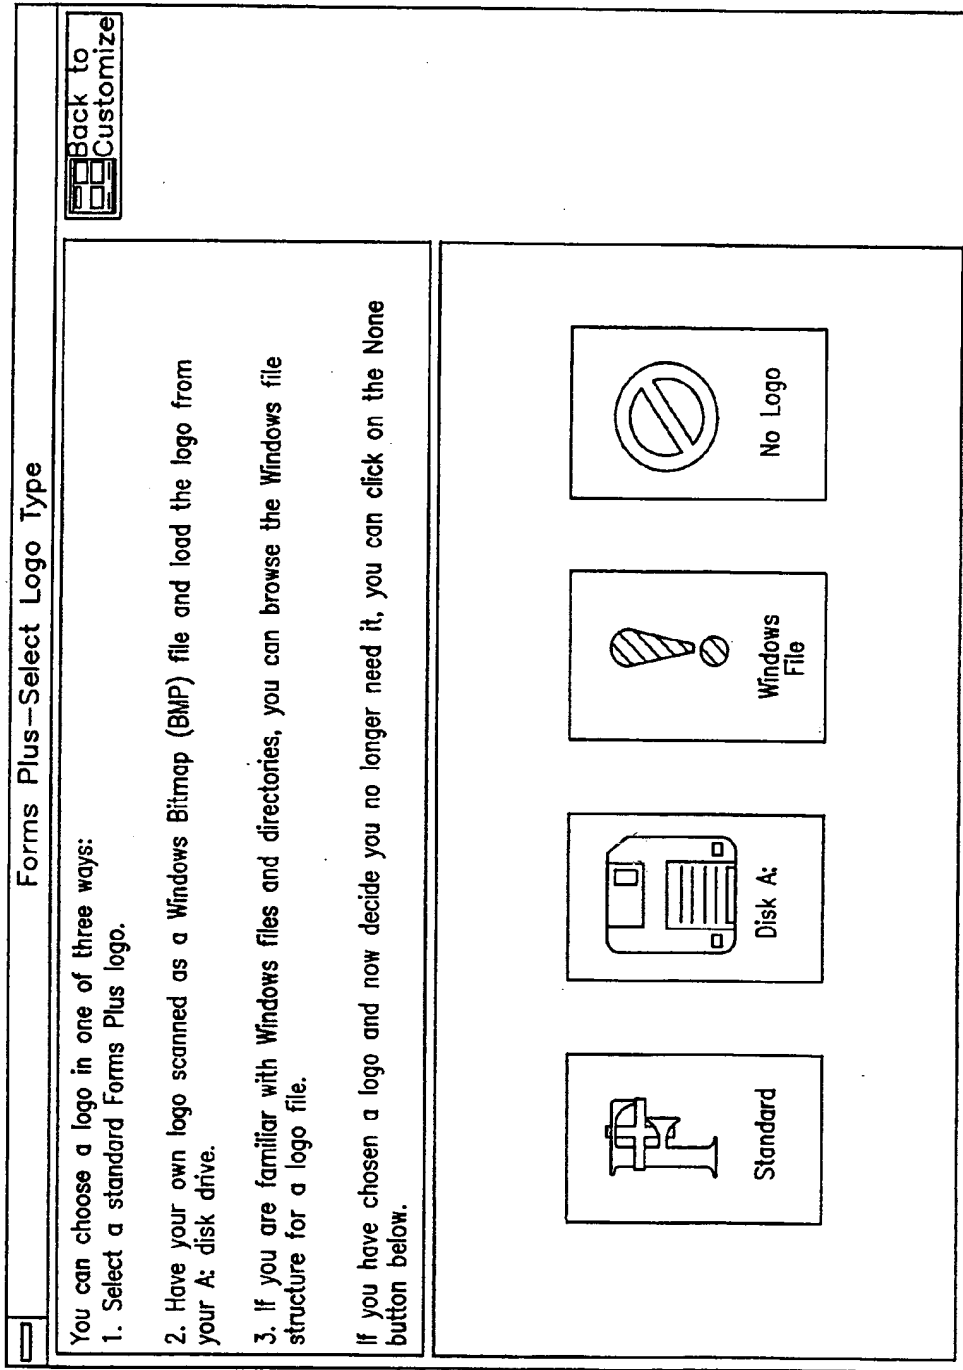 Forms Plus—Select Logo Type
Back to
Customize
You can choose a logo in one of three ways:
1. Select a standard Forms Plus logo.
2. Have your own logo scanned as a Windows Bitmap (BMP) file and load the logo from
your A: disk drive.
3. If you are familiar with Windows files and directories, you can browse the Windows file
structure for a logo file.
If you have chosen a logo and now decide you no longer need it, you can click on the None
button below.
Standard
Disk A:
Windows
File
No Logo